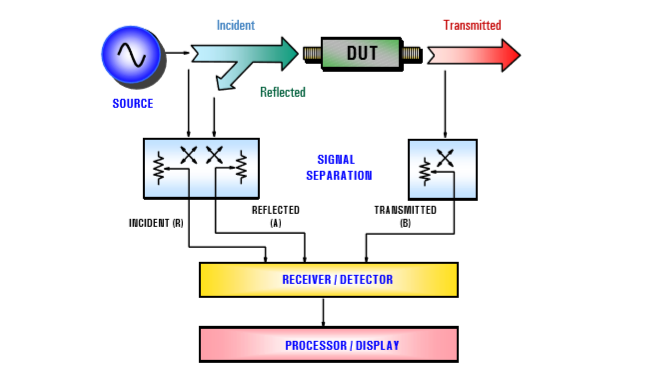 Incident
Transmitted
DUT
Reflected
SOURCE
SIGNAL
SEPARATION
REFLECTED
(A)
TRANSMITTED
(B)
INCIDENT (R)
RECEIVER / DETECTOR
PROCESSOR / DISPLAY